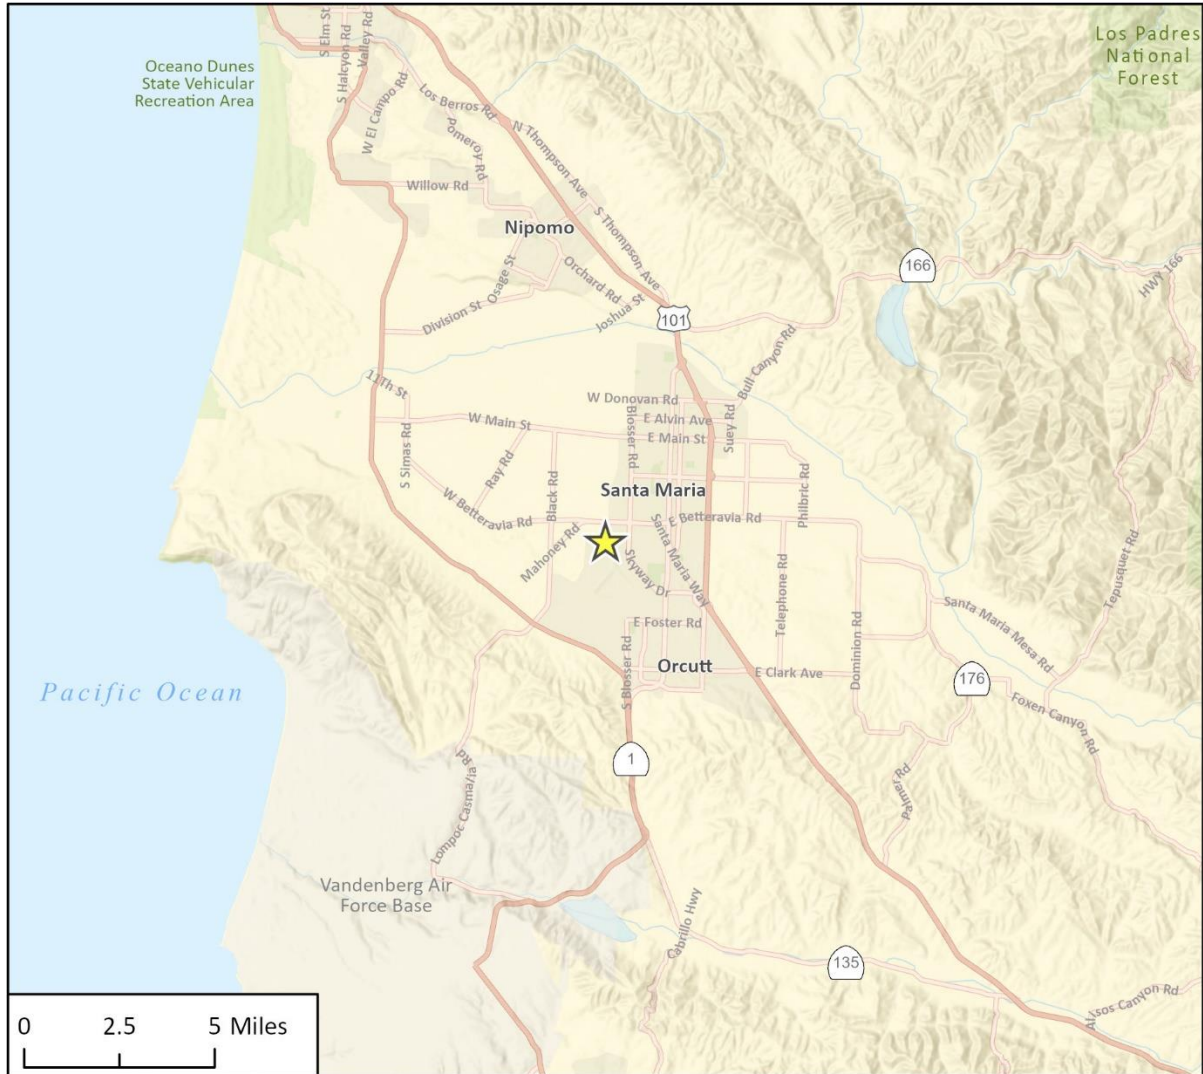 Los Padres
National
Forest
Oceano Dunes
State Vehicular
Recreation Area
S Elm St
S Halcyon Rd
Valley Rd
W El Campo Rd
Los Berros Rd
Pomeroy Rd
N Thompson Ave
Willow Rd
Nipomo
S Thompson Ave
166
HWY 166
Osage St
Orchard Rd
Division St
Joshua St
101
Bull Canyon Rd
11Th St
W Donovan Rd
Blosser Rd
E Alvin Ave
Suey Rd
W Main St
E Main St
S Simas Rd
Ray Rd
Black Rd
Philbric Rd
Santa Maria
W Betteravia Rd
E Betteravia Rd
Mahoney Rd
Skyway Dr
Santa Maria Way
Telephone Rd
Tepusquet Rd
E Foster Rd
Dominion Rd
Santa Maria Mesa Rd
S Blosser Rd
Orcutt
E Clark Ave
176
Foxen Canyon Rd
Pacific Ocean
1
Lompoc Casmalia Rd
Palmer Rd
Vandenberg Air
Force Base
Cabrillo Hwy
135
Canyon Rd
0 2.5 5 Miles